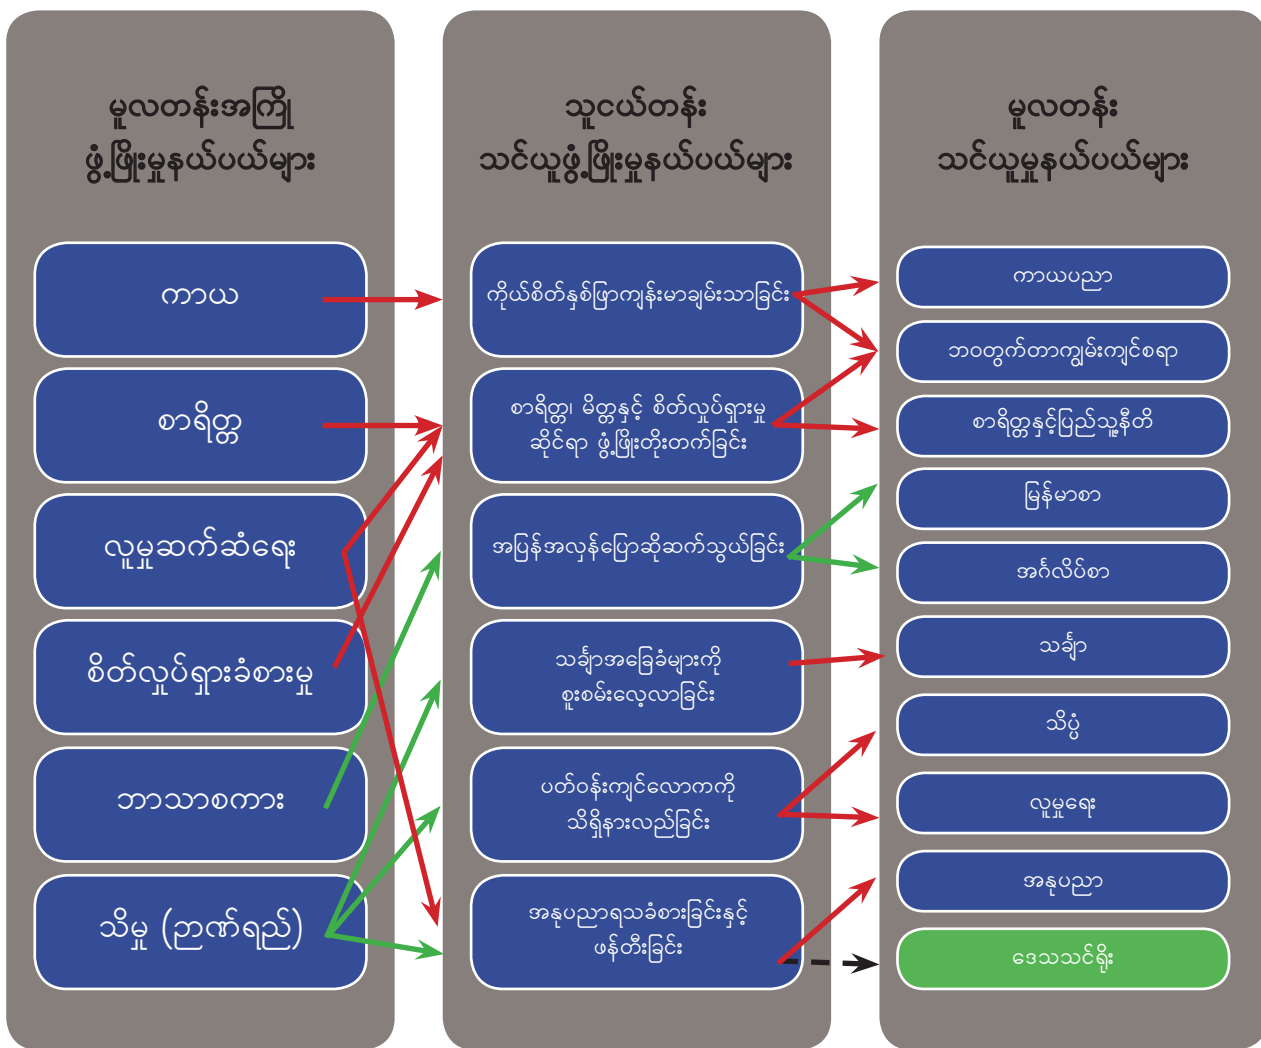 မူလတန်းအကြို
ဖွံ့ဖြိုးမှုနယ်ပယ်များ
ကာယ
စာရိတ္တ
လူမှုဆက်ဆံရေး
စိတ်လှုပ်ရှားခံစားမှု
ဘာသာစကား
သိမှု (ဉာဏ်ရည်)
သူငယ်တန်း
သင်ယူဖွံ့ဖြိုးမှုနယ်ပယ်များ
ကိုယ်စိတ်နှစ်ဖြာကျန်းမာချမ်းသာခြင်း
စာရိတ္တ၊ မိတ္တနှင့် စိတ်လှုပ်ရှားမှု
ဆိုင်ရာ ဖွံ့ဖြိုးတိုးတက်ခြင်း
အပြန်အလှန်ပြောဆိုဆက်သွယ်ခြင်း
သင်္ချာအခြေခံများကို
စူးစမ်းလေ့လာခြင်း
ပတ်ဝန်းကျင်လောကကို
သိရှိနားလည်ခြင်း
အနုပညာရသခံစားခြင်းနှင့်
ဖန်တီးခြင်း
မူလတန်း
သင်ယူမှုနယ်ပယ်များ
ကာယပညာ
ဘဝတွက်တာကျွမ်းကျင်စရာ
စာရိတ္တနှင့်ပြည်သူ့နီတိ
မြန်မာစာ
အင်္ဂလိပ်စာ
သင်္ချာ
သိပ္ပံ
လူမှုရေး
အနုပညာ
ဒေသသင်ရိုး